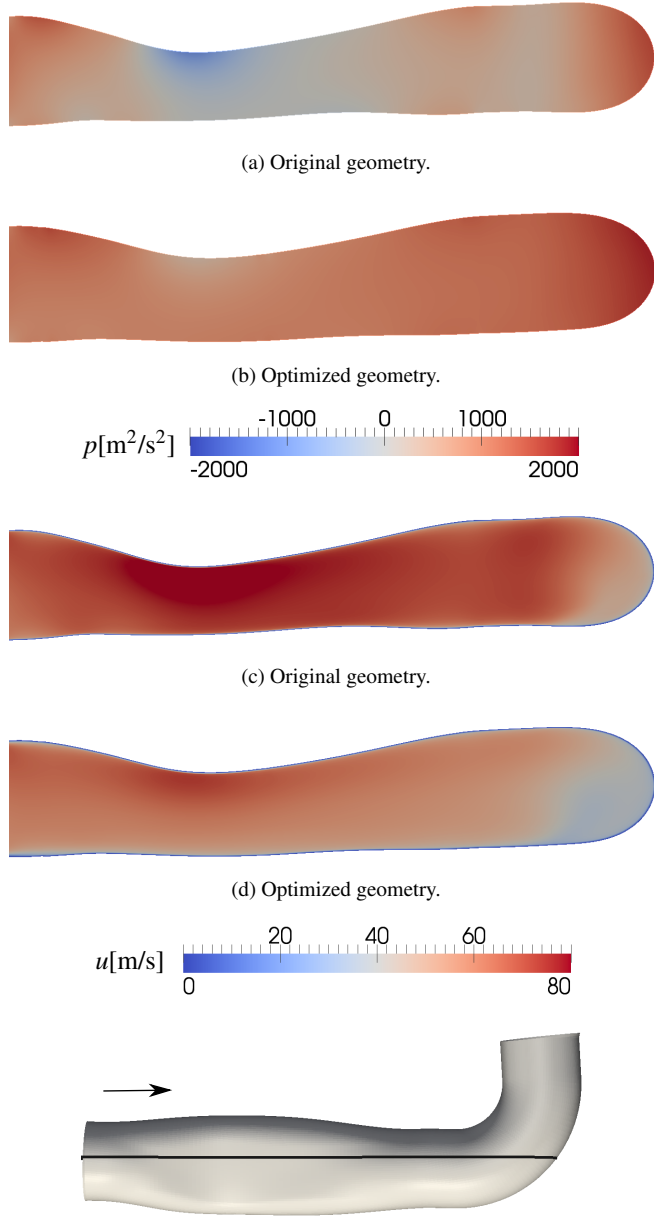 (a) Original geometry.
(b) Optimized geometry.
-1000 0 1000
p[m²/s²]
-2000 2000
(c) Original geometry.
(d) Optimized geometry.
20 40 60
u[m/s]
0 80